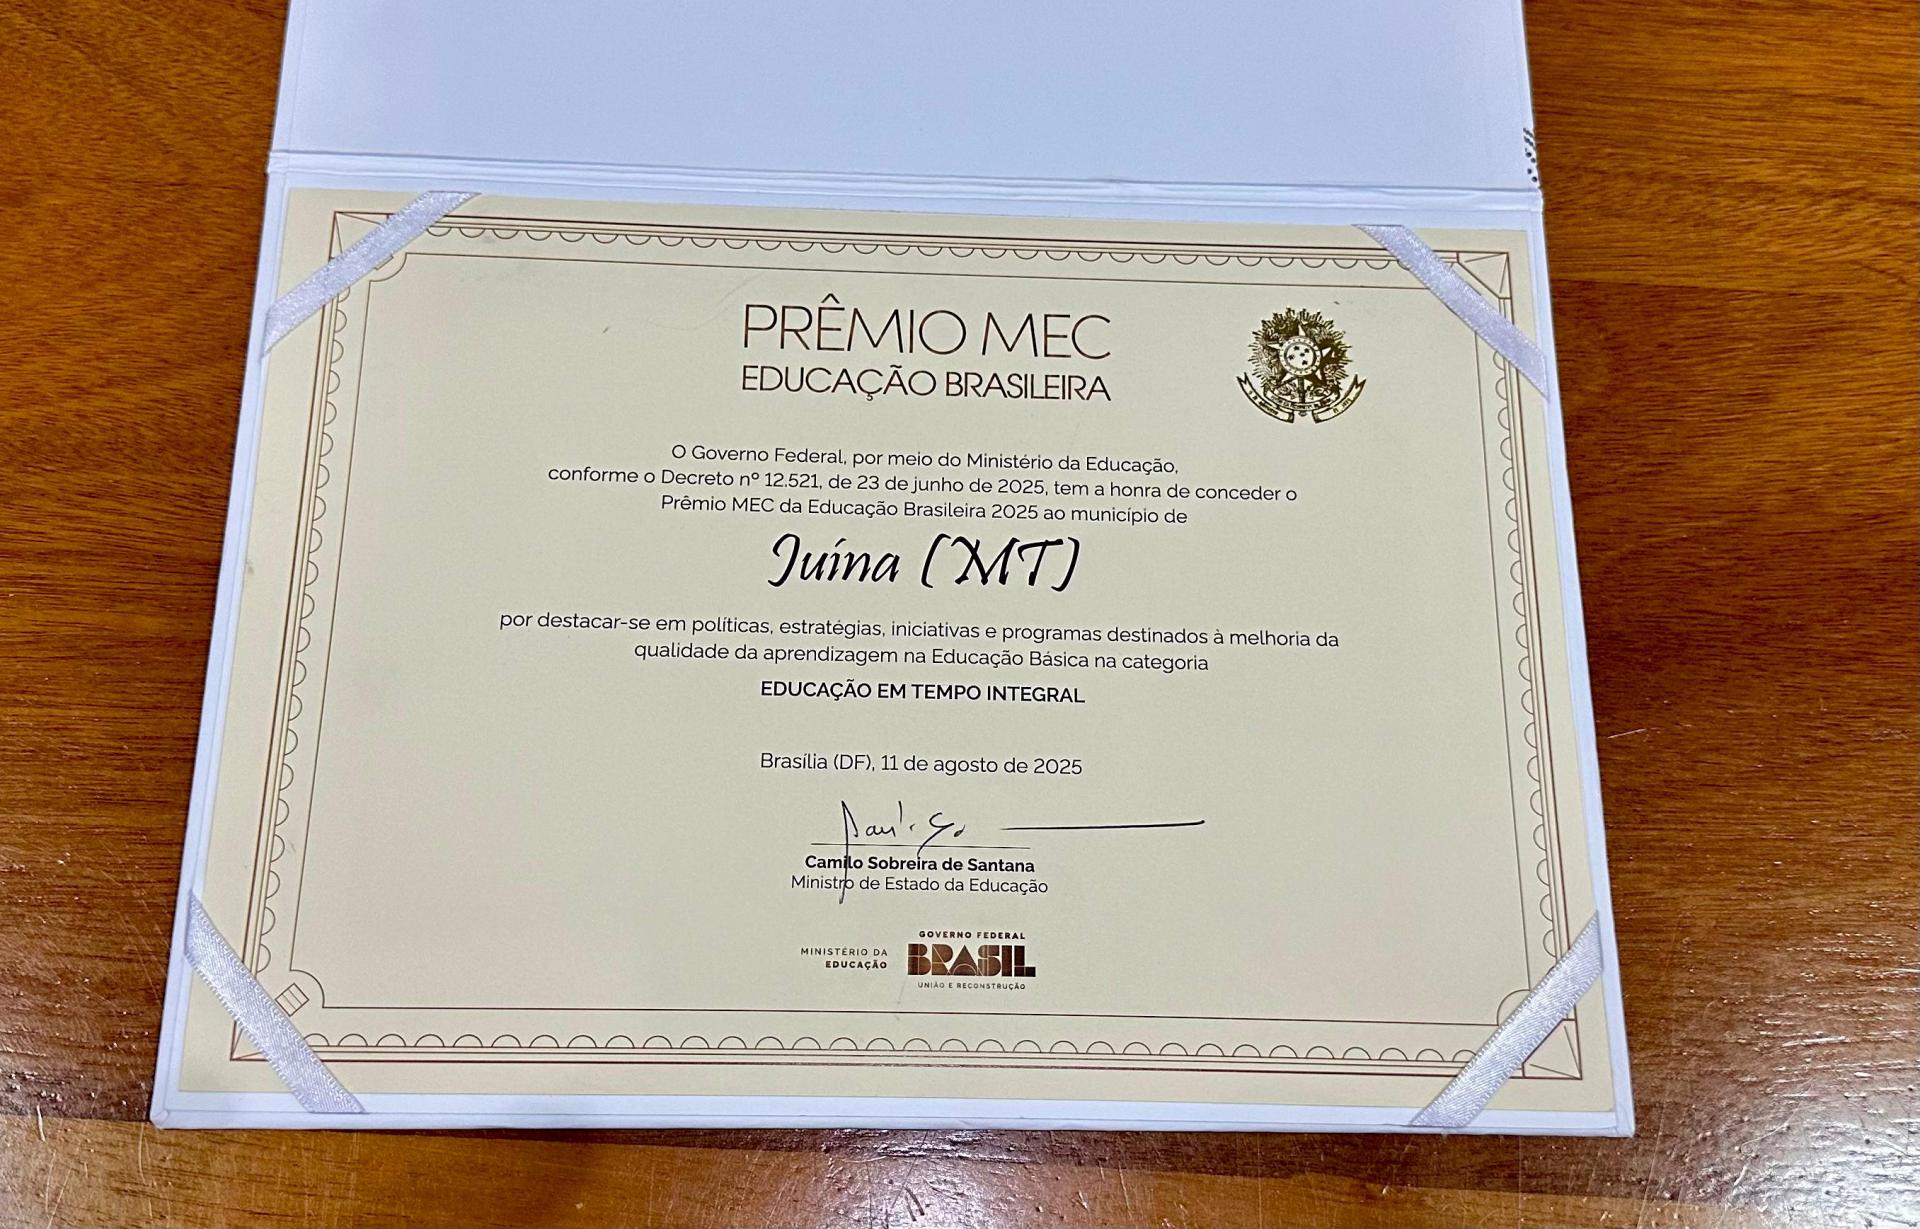 PRÊMIO MEC
EDUCAÇÃO BRASILEIRA
O Governo Federal, por meio do Ministério da Educação,
conforme o Decreto nº 12.521, de 23 de junho de 2025, tem a honra de conceder o
Prêmio MEC da Educação Brasileira 2025 ao município de
Juína (MT)
por destacar-se em políticas, estratégias, iniciativas e programas destinados à melhoria da
qualidade da aprendizagem na Educação Básica na categoria
EDUCAÇÃO EM TEMPO INTEGRAL
Brasília (DF), 11 de agosto de 2025
Camilo Sobreira de Santana
Ministro de Estado da Educação
MINISTÉRIO DA
EDUCAÇÃO
GOVERNO FEDERAL
BRASIL
UNIÃO E RECONSTRUÇÃO